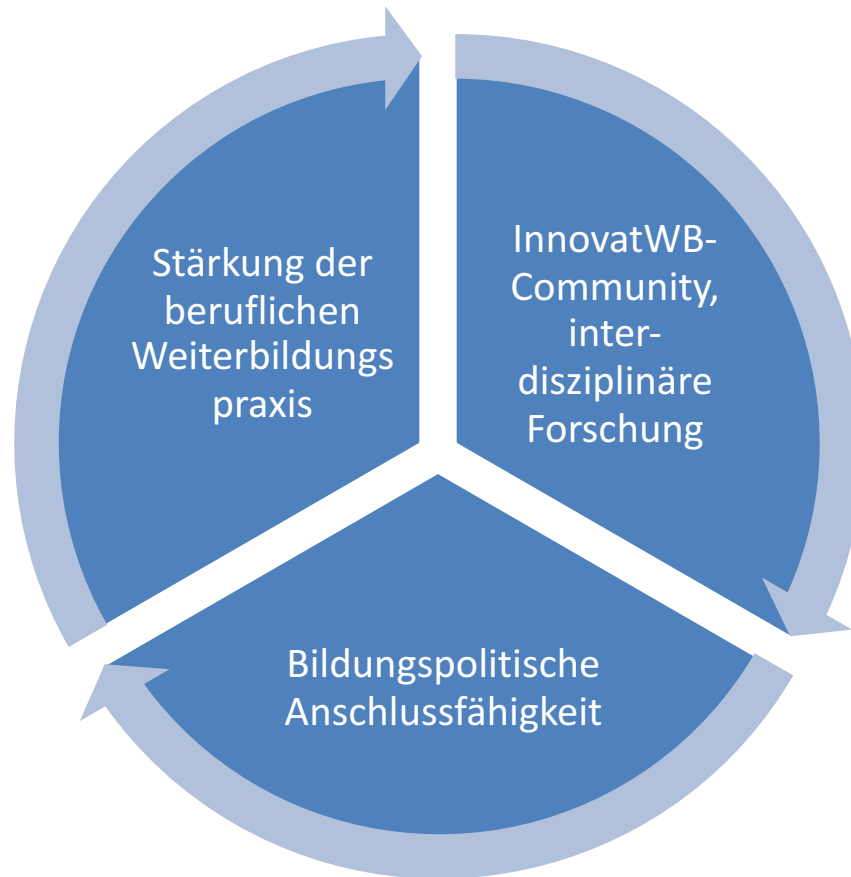 Stärkung der
beruflichen
Weiterbildungs
praxis
InnovatWB-
Community,
inter-
disziplinäre
Forschung
Bildungspolitische
Anschlussfähigkeit